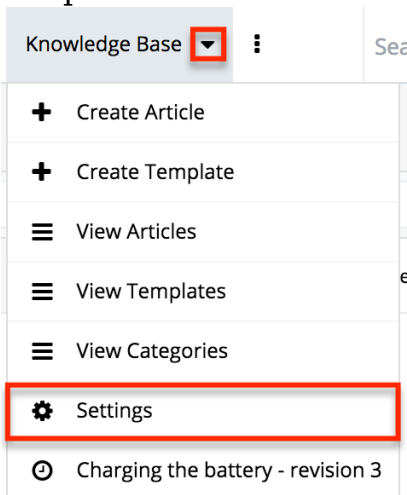 Knowledge Base
Sea
Create Article
Create Template
View Articles
View Templates
View Categories
Settings
Charging the battery - revision 3